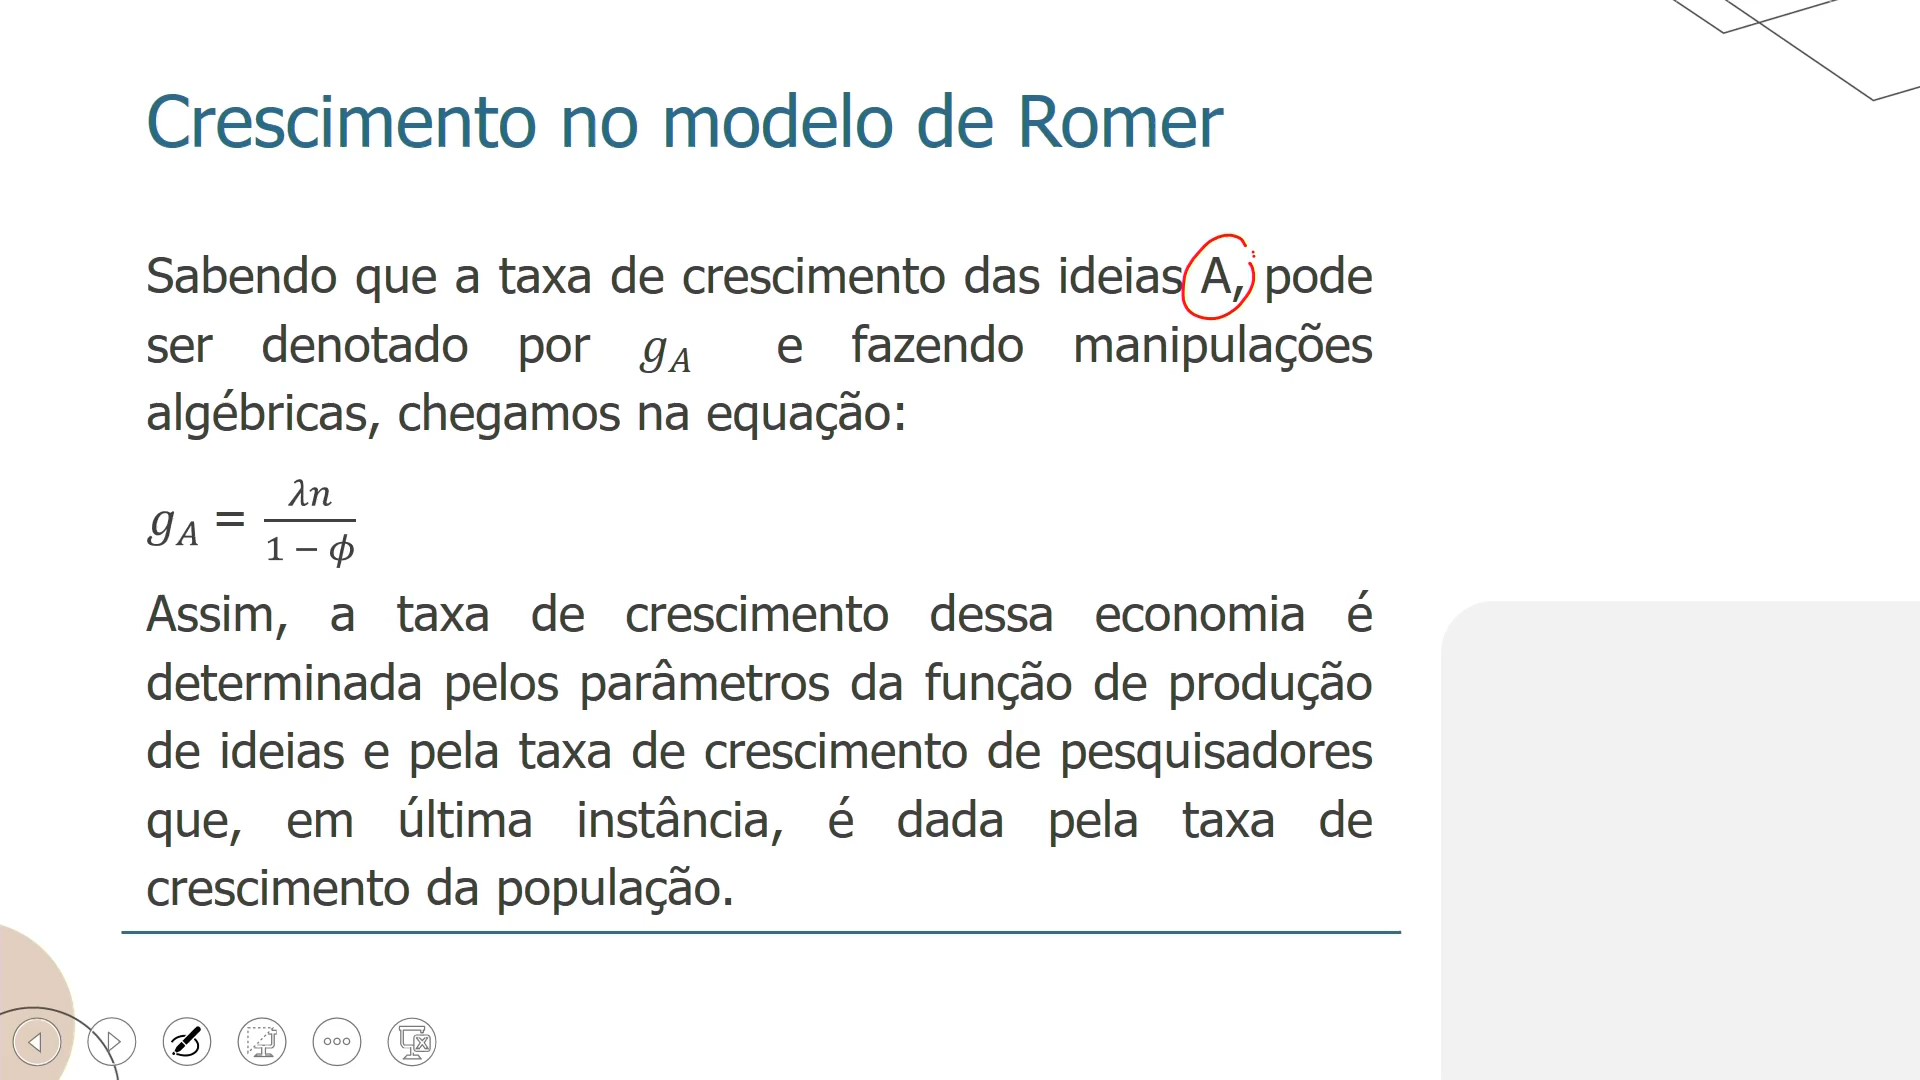 Crescimento no modelo de Romer
Sabendo que a taxa de crescimento das ideias A, pode
ser denotado por g_A e fazendo manipulações
algébricas, chegamos na equação:
g_A = λn / (1 − ϕ)
Assim, a taxa de crescimento dessa economia é
determinada pelos parâmetros da função de produção
de ideias e pela taxa de crescimento de pesquisadores
que, em última instância, é dada pela taxa de
crescimento da população.